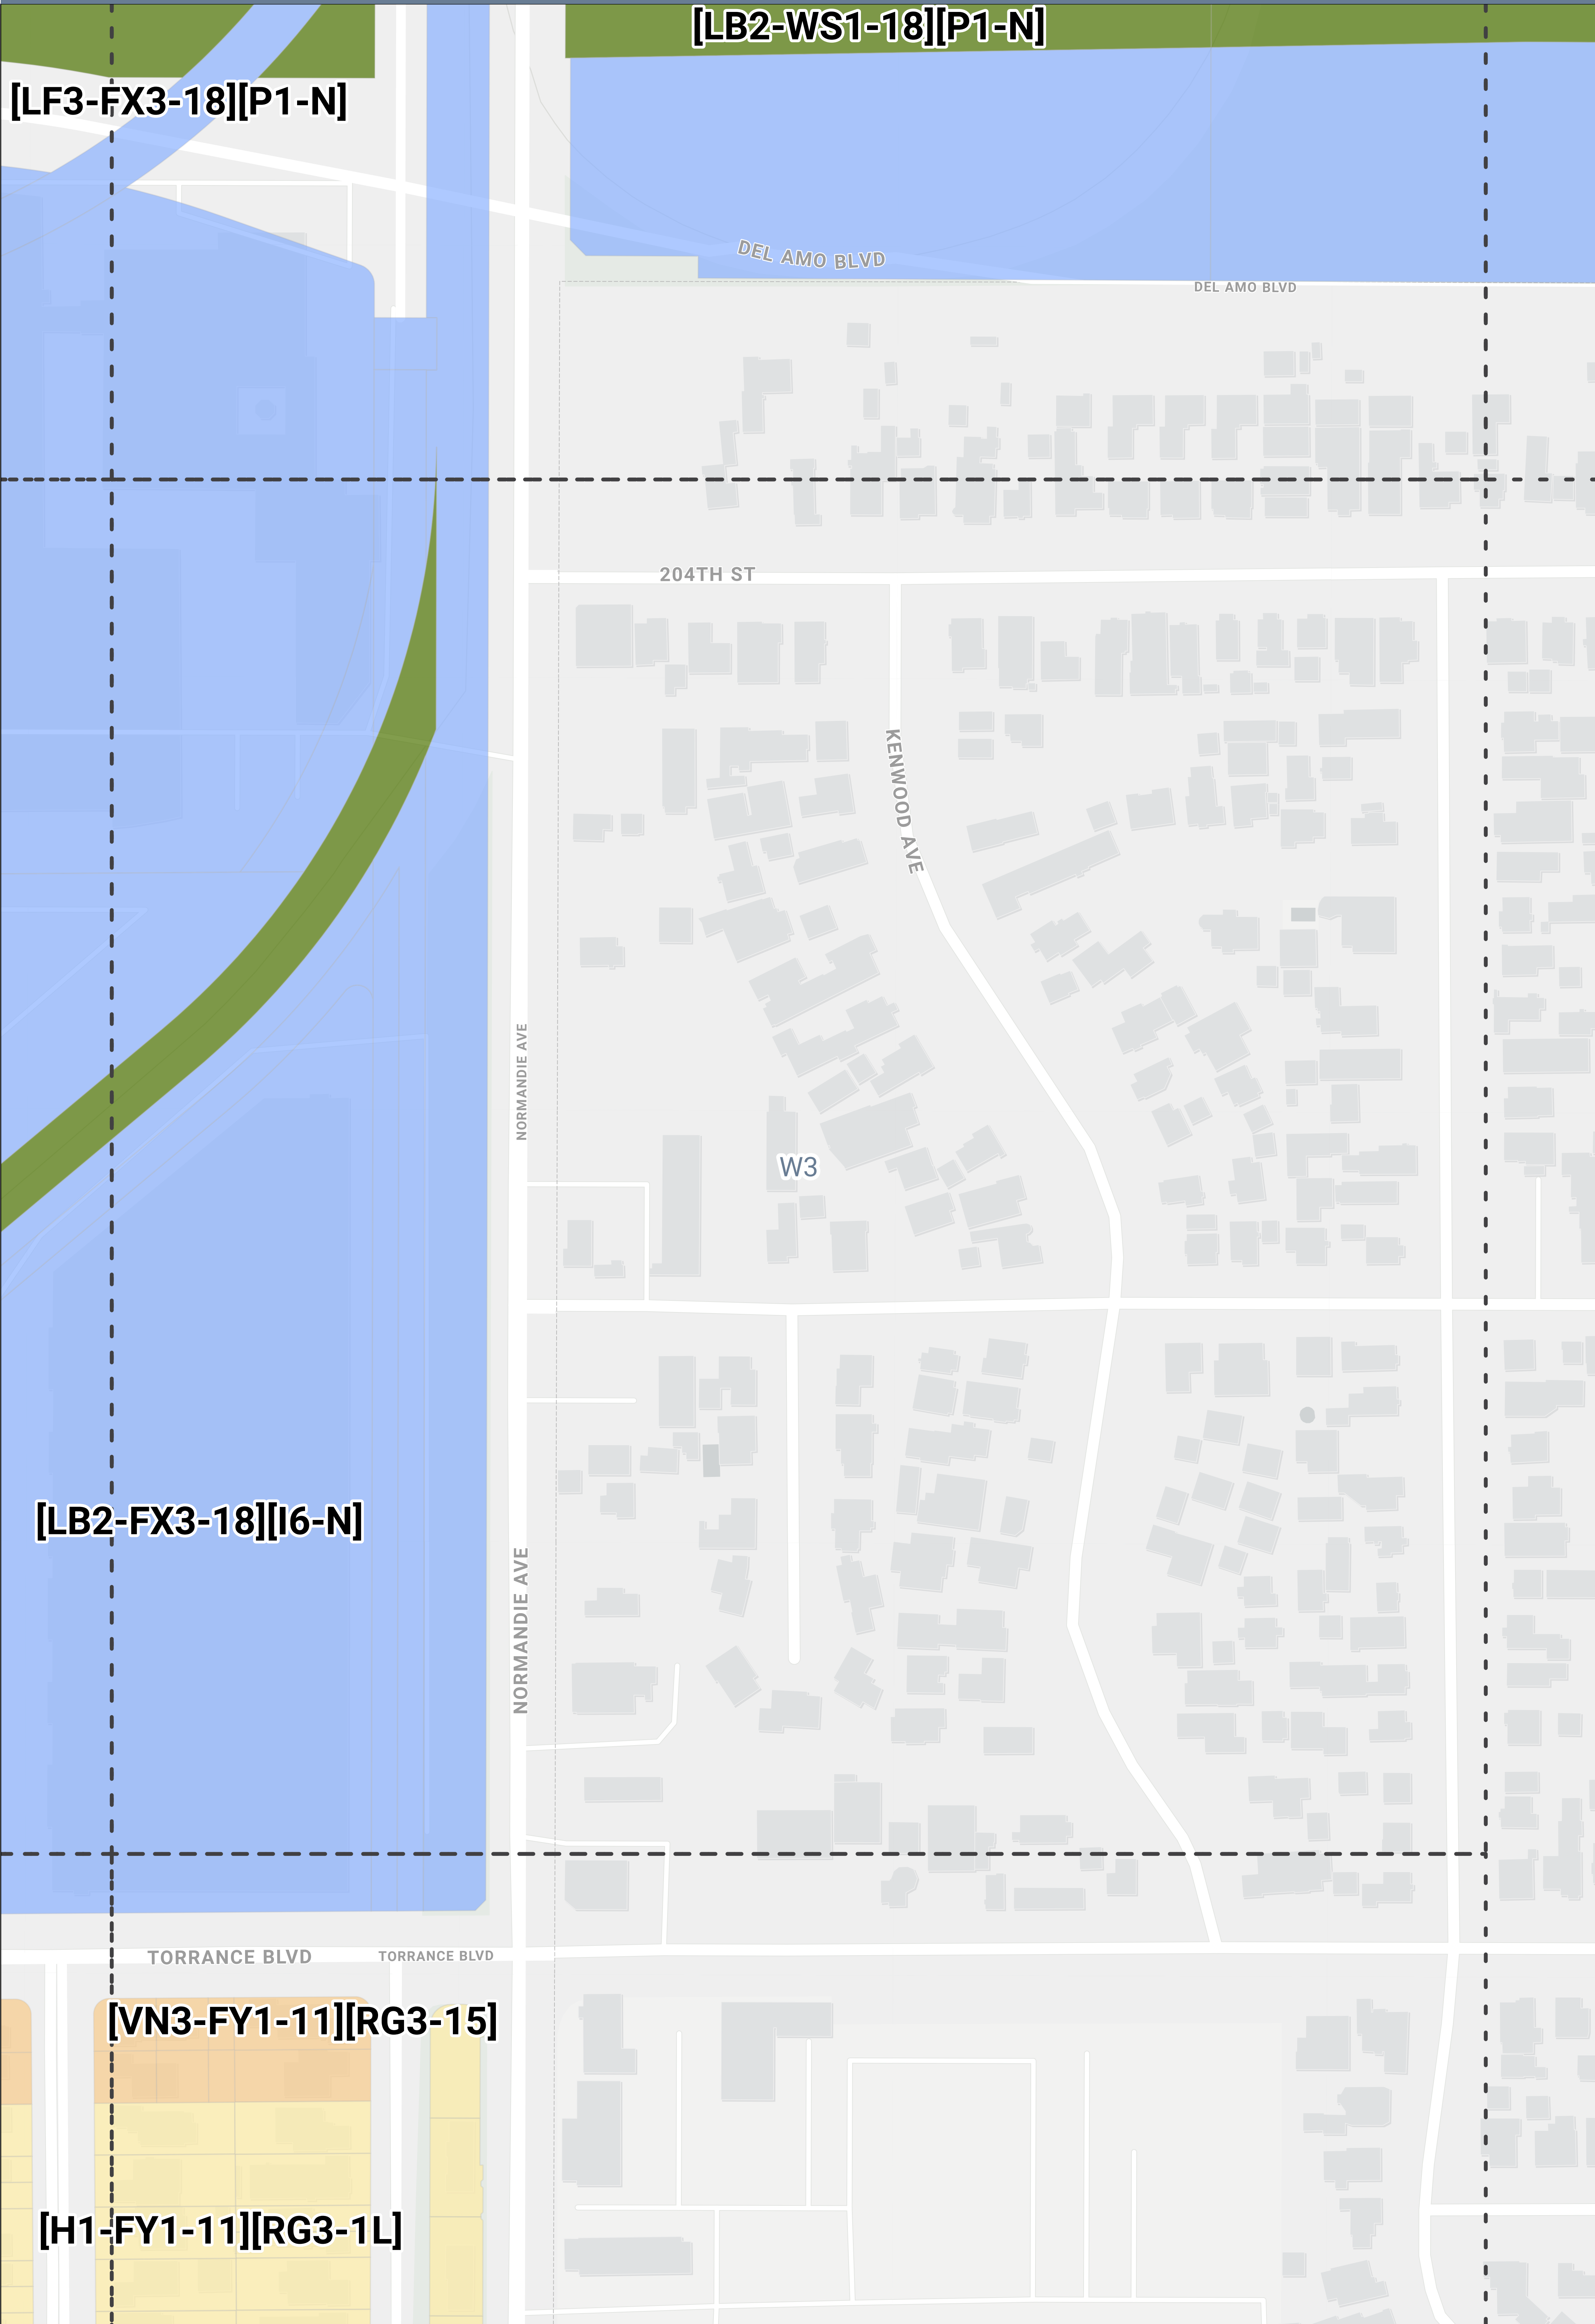 [LB2-WS1-18][P1-N]
[LF3-FX3-18][P1-N]
DEL AMO BLVD
DEL AMO BLVD
204TH ST
KENWOOD AVE
NORMANDIE AVE
W3
[LB2-FX3-18][I6-N]
NORMANDIE AVE
TORRANCE BLVD
TORRANCE BLVD
[VN3-FY1-11][RG3-15]
[H1-FY1-11][RG3-1L]